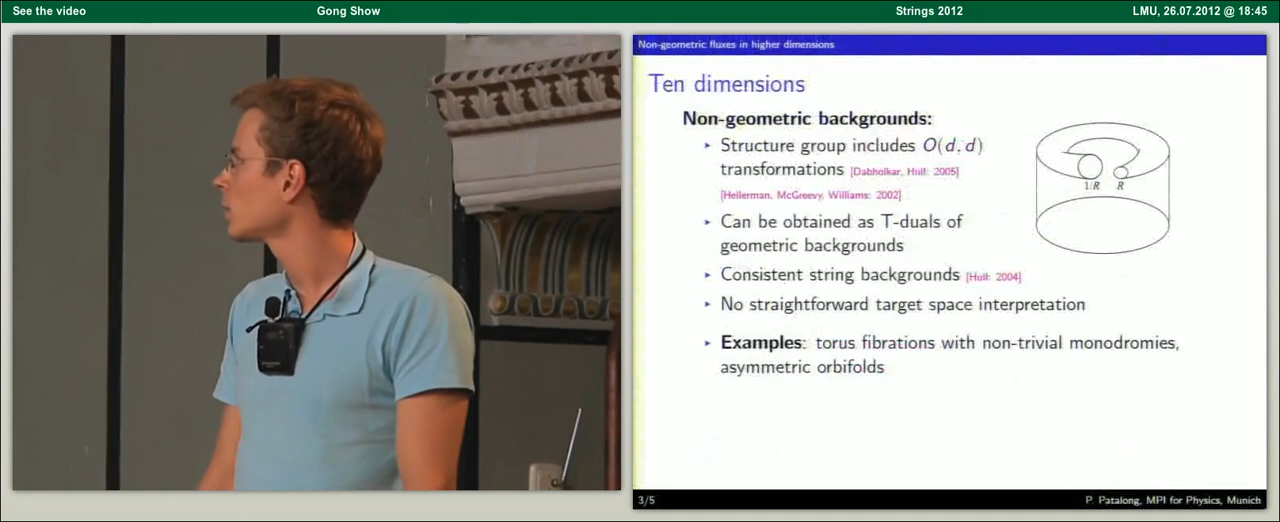 See the video Gong Show Strings 2012 LMU, 26.07.2012 @ 18:45
Non-geometric fluxes in higher dimensions
Ten dimensions
Non-geometric backgrounds:
Structure group includes O(d, d)
transformations [Dabholkar, Hull: 2005]
[Hellerman, McGreevy, Williams: 2002]
1/R R
Can be obtained as T-duals of
geometric backgrounds
Consistent string backgrounds [Hull: 2004]
No straightforward target space interpretation
Examples: torus fibrations with non-trivial monodromies,
asymmetric orbifolds
3/5 P. Patalong, MPI for Physics, Munich